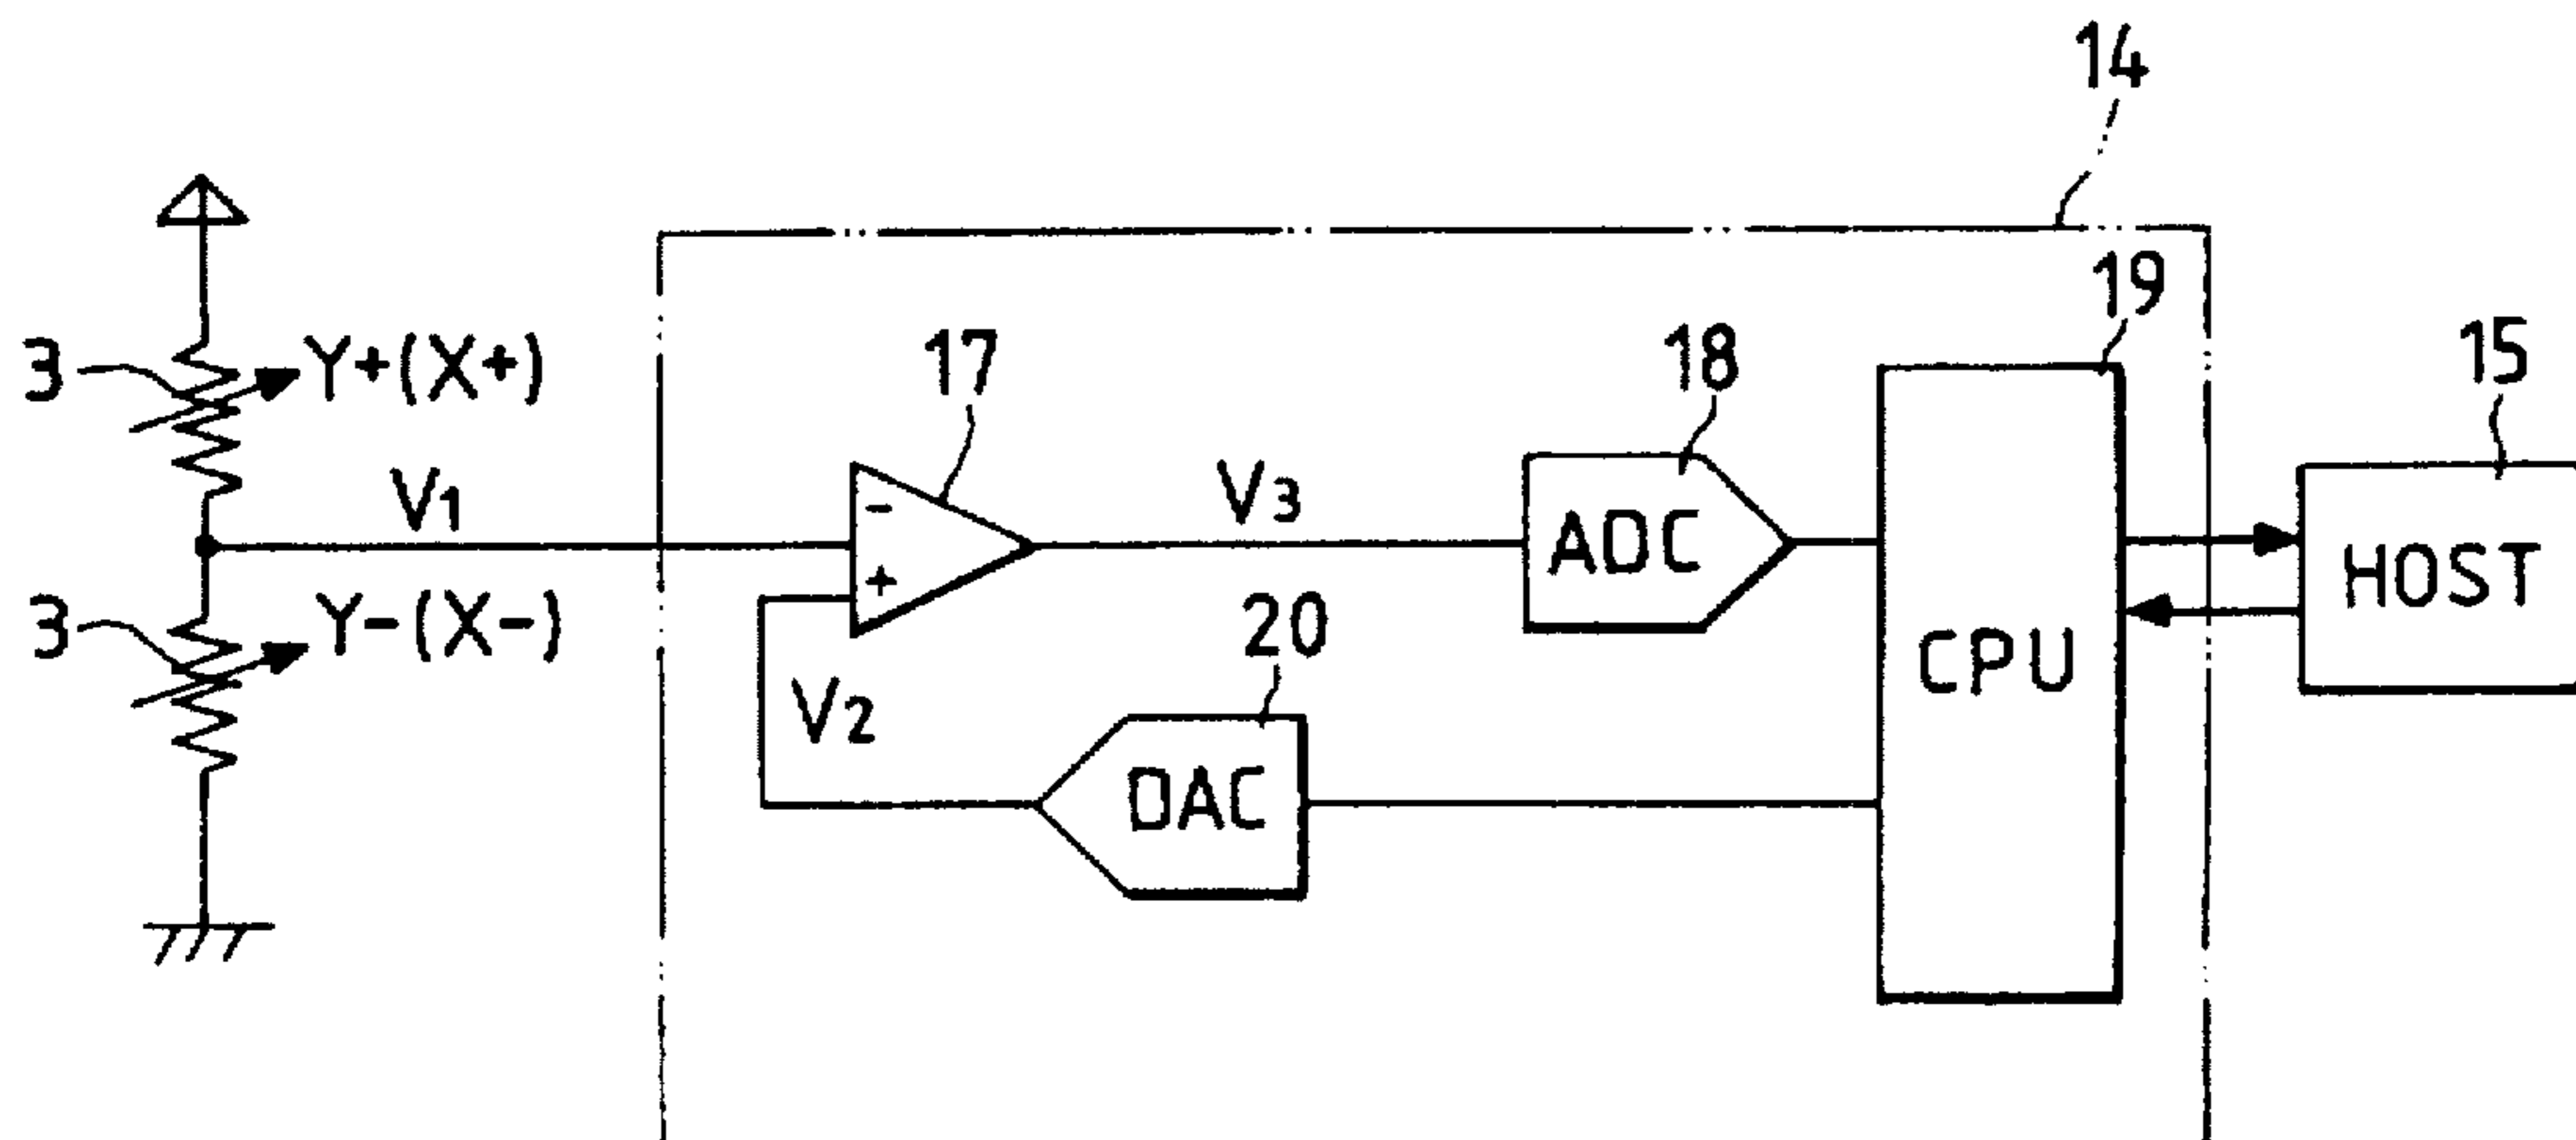 14
19
3
Y+(X+)
17
18
15
V1
V3
ADC
HOST
3
Y-(X-)
20
CPU
V2
DAC
-
+